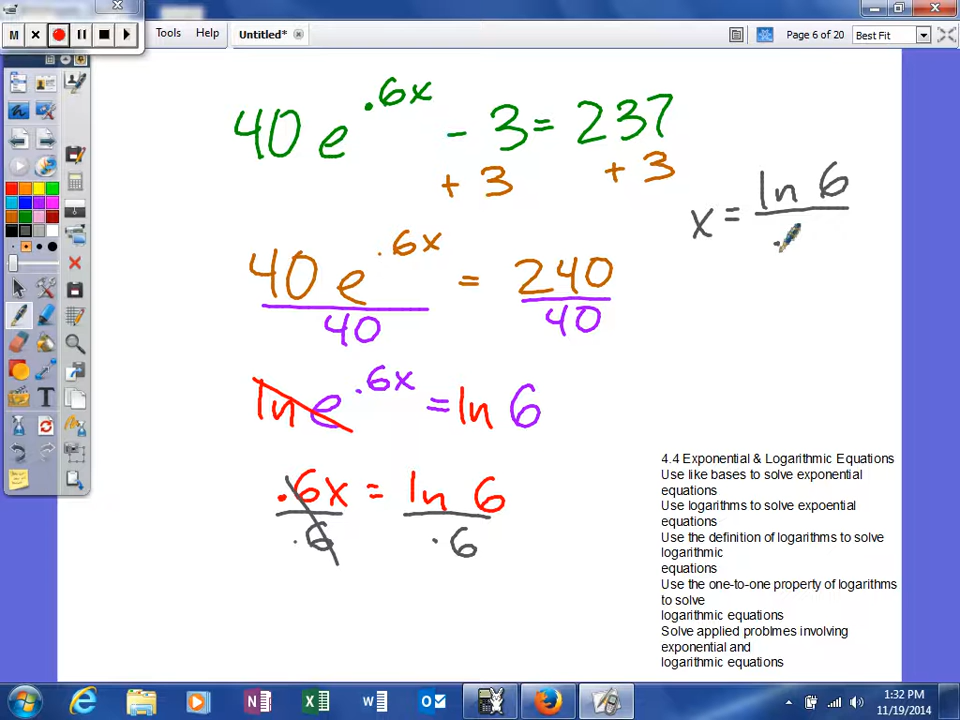 M
Tools Help Untitled* Page 6 of 20 Best Fit
40 e^.6x - 3 = 237
+ 3 + 3
x = ln 6
.
40 e^.6x = 240
40 40
ln e^.6x = ln 6
.6x = ln 6
.6 .6
4.4 Exponential & Logarithmic Equations
Use like bases to solve exponential
equations
Use logarithms to solve expoential
equations
Use the definition of logarithms to solve
logarithmic
equations
Use the one-to-one property of logarithms
to solve
logarithmic equations
Solve applied problmes involving
exponential and
logarithmic equations
1:32 PM
11/19/2014